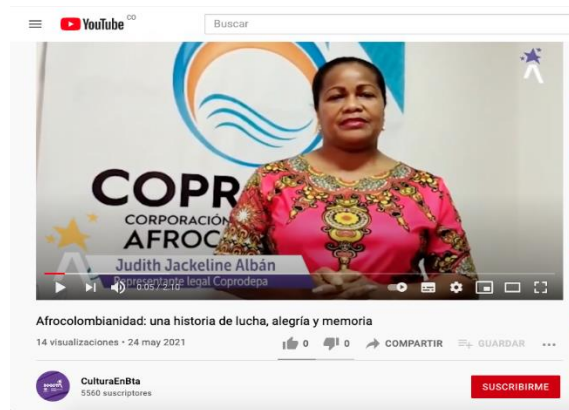 YouTube CO
Buscar
COPR
CORPORACIÓN
AFROC
Judith Jackeline Albán
Representante legal Coprodepa
0:05 / 2:10
Afrocolombianidad: una historia de lucha, alegría y memoria
14 visualizaciones • 24 may 2021
0
0
COMPARTIR
GUARDAR
CulturaEnBta
5560 suscriptores
SUSCRIBIRME